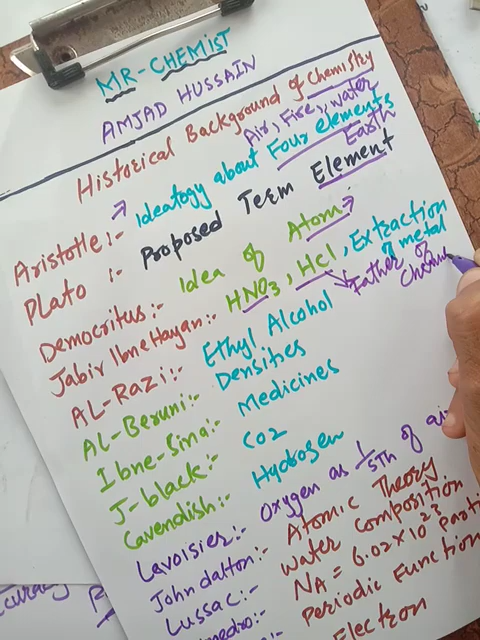 MR-CHEMIST
AMJAD HUSSAIN
Historical Background of Chemistry
Air, Fire, water
Earth
Aristotle:- Ideatogy about Four elements
Plato :- Proposed Term Element
Democritus:- Idea of Atom
Jabir Ibne Hayan:- HNO3, HCl, Extraction of metal
Father of
AL-Razi:- Ethyl Alcohol
AL-Beruni:- Densities
Ibne-Sina:- Medicines
J-black:- CO2
Cavendish:- Hydrogen
Lavoisier:- Oxygen as 1/5th of air
John dalton:- Atomic Theory
Lussac:- water Composition
NA = 6.02×10^23 parti
Periodic Function
Electron